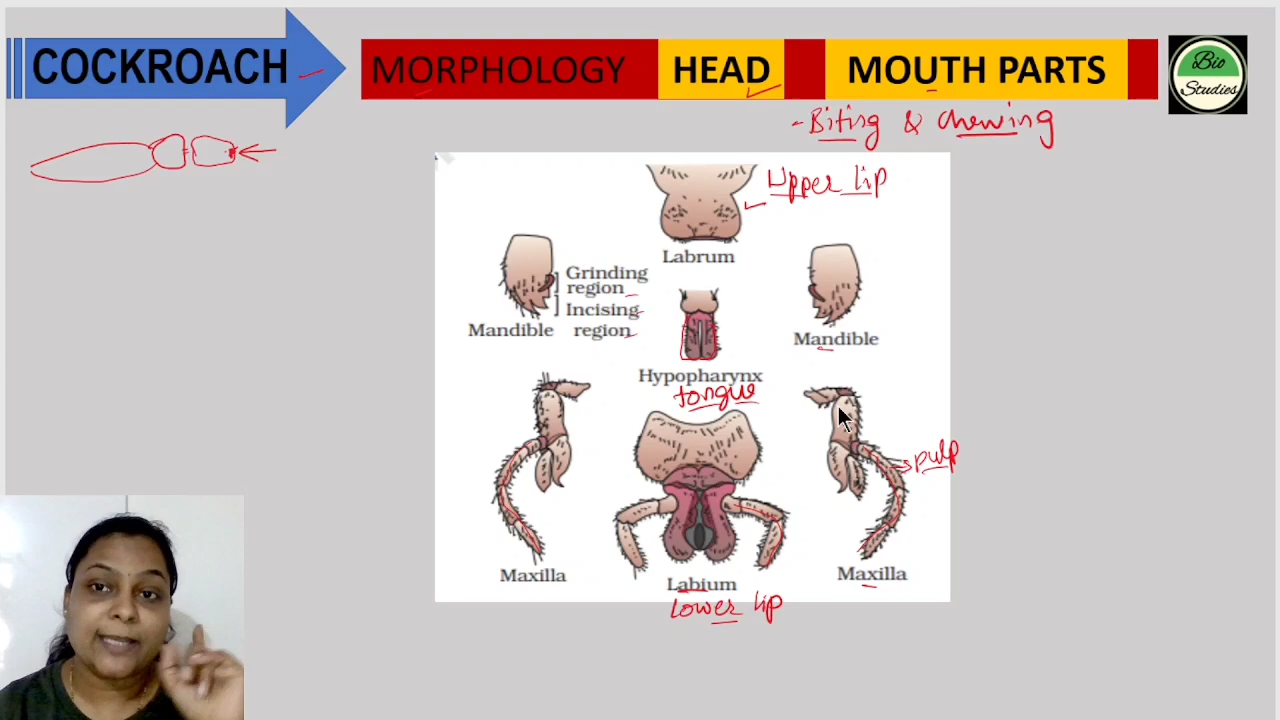 COCKROACH
MORPHOLOGY HEAD MOUTH PARTS
Bio
Studies
- Biting & chewing
Upper lip
Labrum
Grinding
region
Incising
region
Mandible
Mandible
Hypopharynx
tongue
pulp
Maxilla
Labium
Maxilla
Lower lip